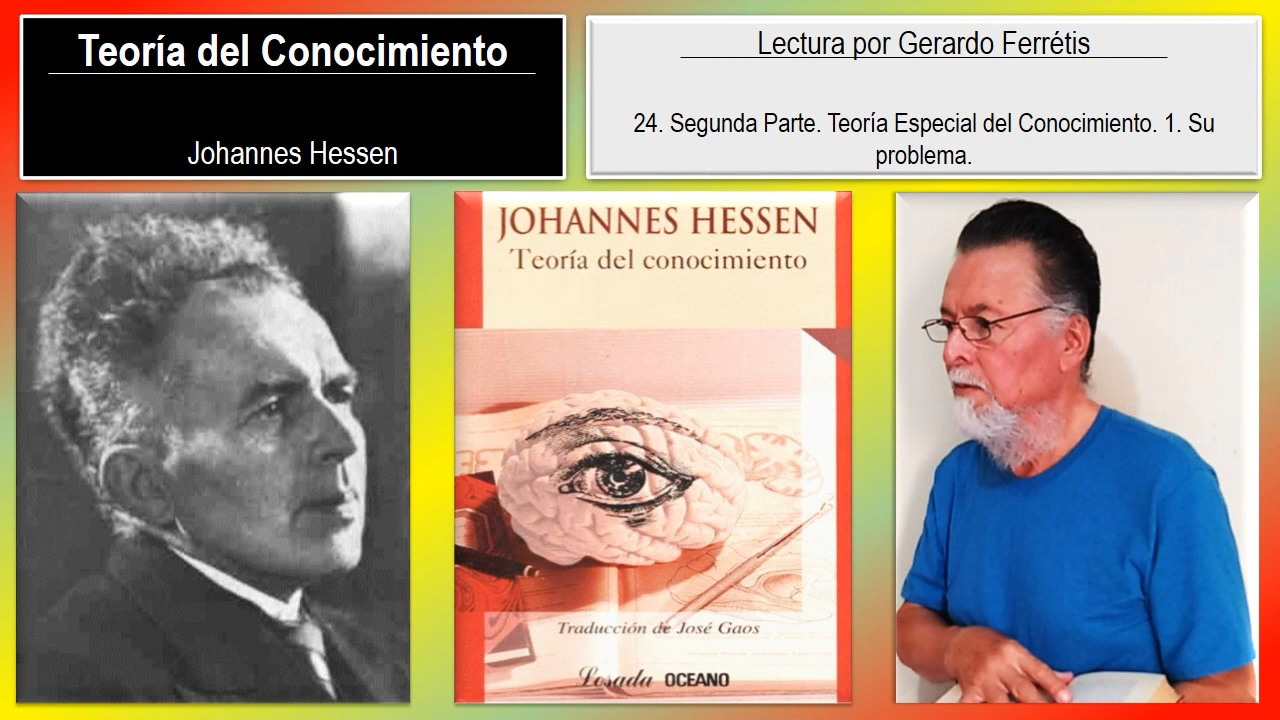 Teoría del Conocimiento
Johannes Hessen
Lectura por Gerardo Ferrétis
24. Segunda Parte. Teoría Especial del Conocimiento. 1. Su
problema.
JOHANNES HESSEN
Teoría del conocimiento
Traducción de José Gaos
Losada OCEANO